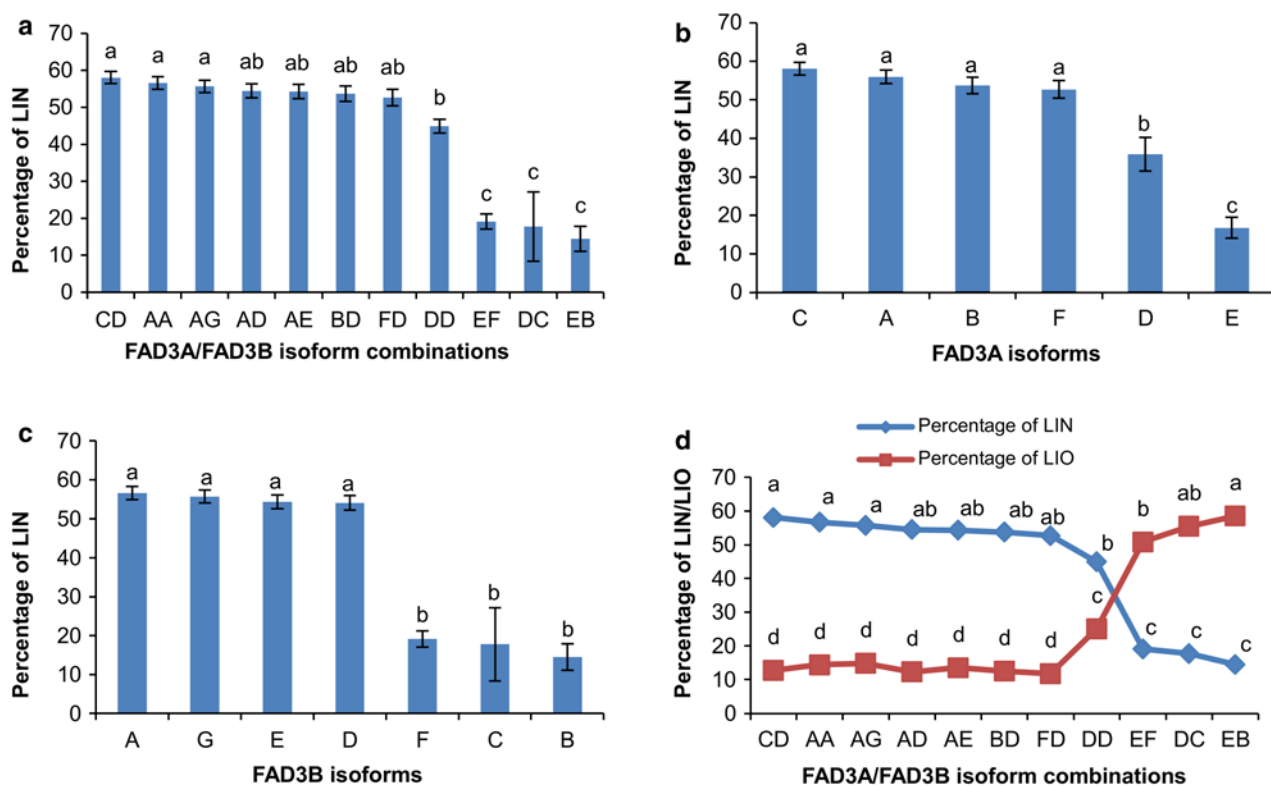 a
Percentage of LIN
70
60
50
40
30
20
10
0
a a a ab ab ab ab b c c c
CD AA AG AD AE BD FD DD EF DC EB
FAD3A/FAD3B isoform combinations
b
Percentage of LIN
70
60
50
40
30
20
10
0
a a a a b c
C A B F D E
FAD3A isoforms
c
Percentage of LIN
70
60
50
40
30
20
10
0
a a a a b b b
A G E D F C B
FAD3B isoforms
d
Percentage of LIN
Percentage of LIO
Percentage of LIN/LIO
70
60
50
40
30
20
10
0
a a a ab ab ab ab b b ab a
d d d d d d d c c c c
CD AA AG AD AE BD FD DD EF DC EB
FAD3A/FAD3B isoform combinations